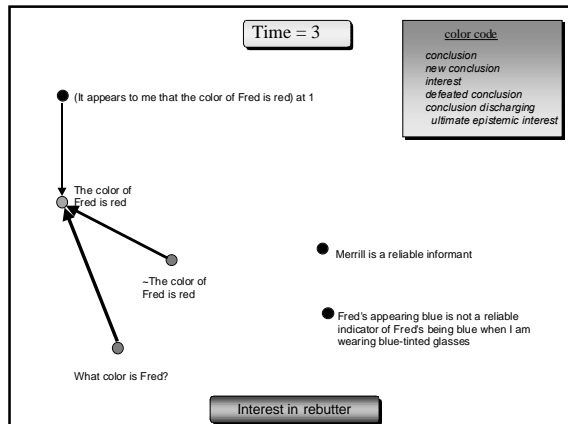 Time = 3
color code
conclusion
new conclusion
interest
defeated conclusion
conclusion discharging
ultimate epistemic interest
(It appears to me that the color of Fred is red) at 1
The color of
Fred is red
~The color of
Fred is red
Merrill is a reliable informant
Fred's appearing blue is not a reliable
indicator of Fred's being blue when I am
wearing blue-tinted glasses
What color is Fred?
Interest in rebutter